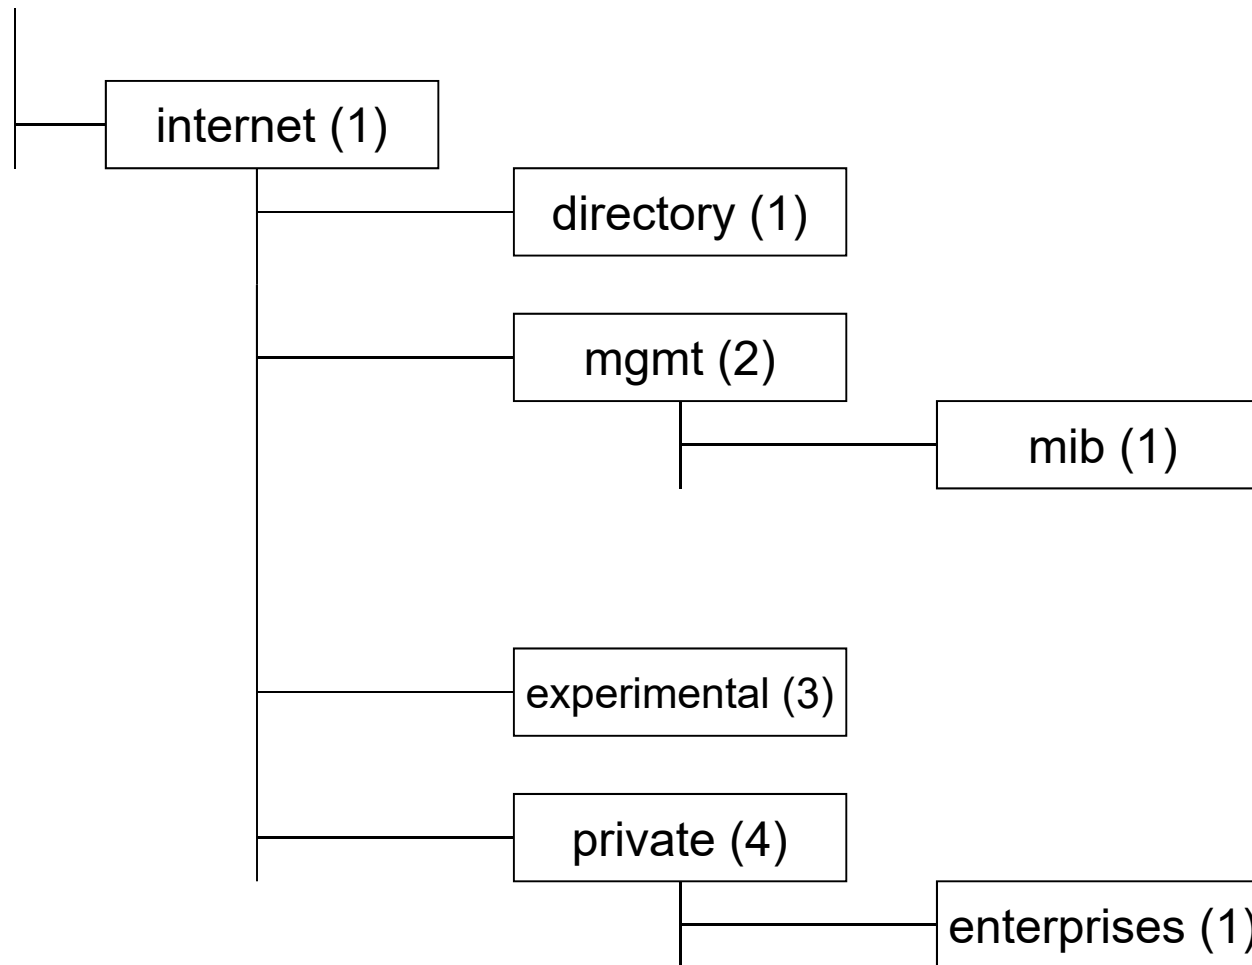 internet (1)
directory (1)
mgmt (2)
mib (1)
experimental (3)
private (4)
enterprises (1)